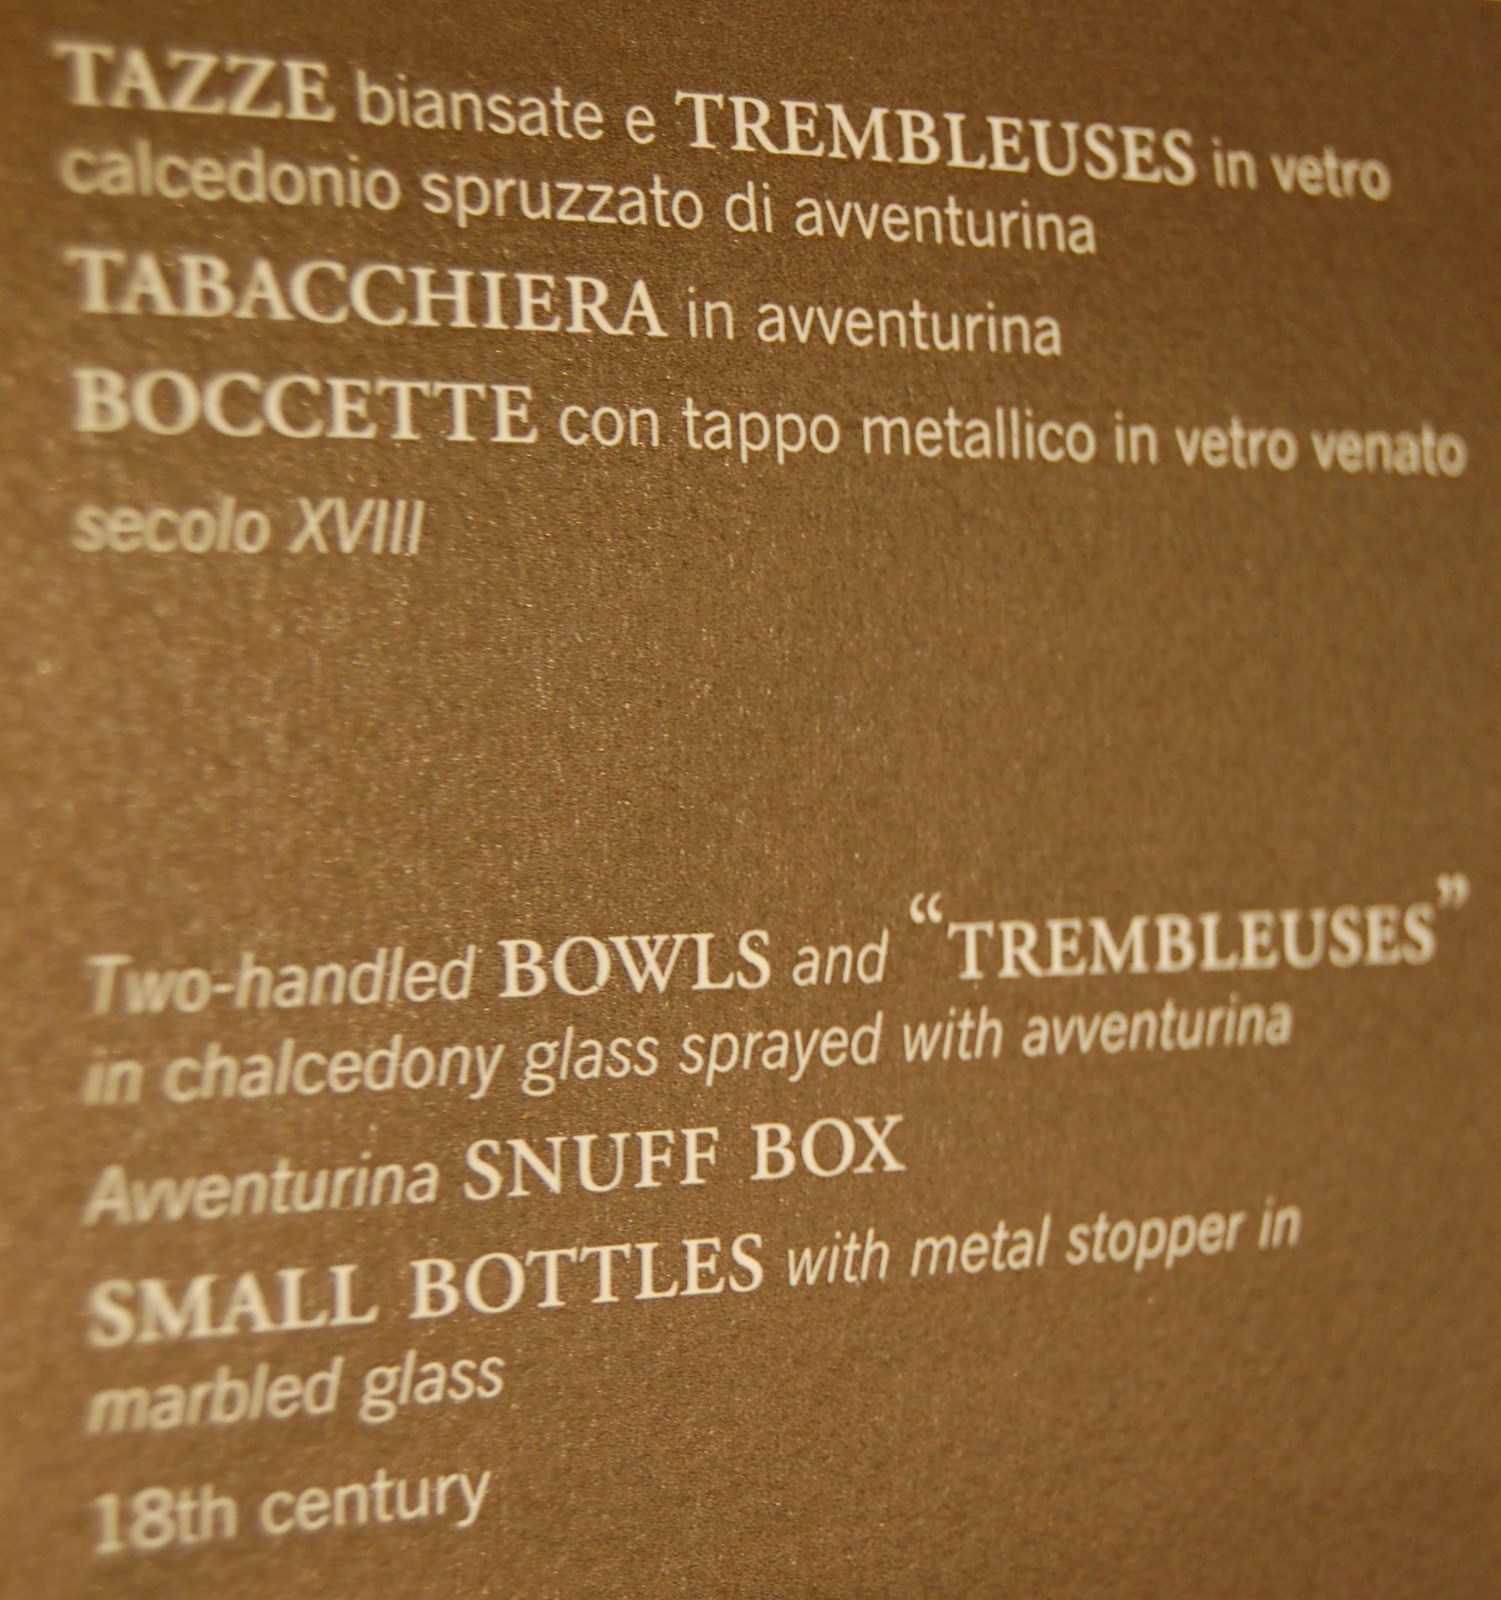 TAZZE biansate e TREMBLEUSES in vetro
calcedonio spruzzato di avventurina
TABACCHIERA in avventurina
BOCCETTE con tappo metallico in vetro venato
secolo XVIII
Two-handled BOWLS and “TREMBLEUSES”
in chalcedony glass sprayed with avventurina
Avventurina SNUFF BOX
SMALL BOTTLES with metal stopper in
marbled glass
18th century